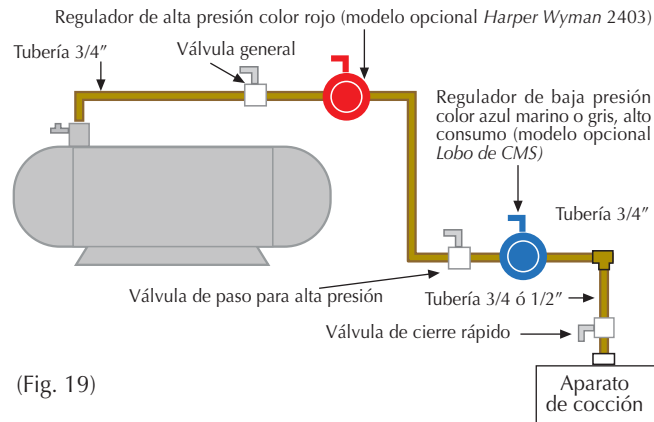 Regulador de alta presión color rojo (modelo opcional Harper Wyman 2403)
Tubería 3/4”
Válvula general
Regulador de baja presión
color azul marino o gris, alto
consumo (modelo opcional
Lobo de CMS)
Tubería 3/4”
Válvula de paso para alta presión
Tubería 3/4 ó 1/2”
Válvula de cierre rápido
(Fig. 19)
Aparato
de cocción